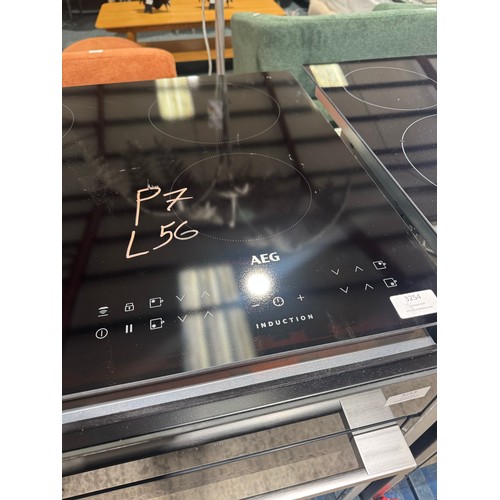 P7
L56
AEG
INDUCTION
3254